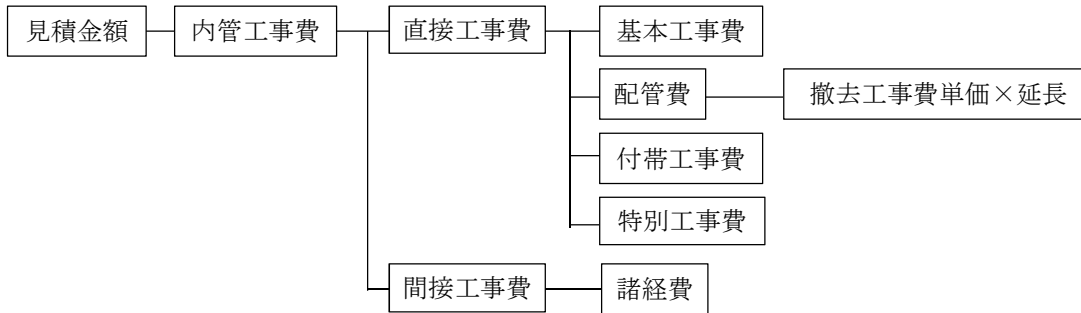 見積金額
内管工事費
直接工事費
基本工事費
配管費
撤去工事費単価×延長
付帯工事費
特別工事費
間接工事費
諸経費